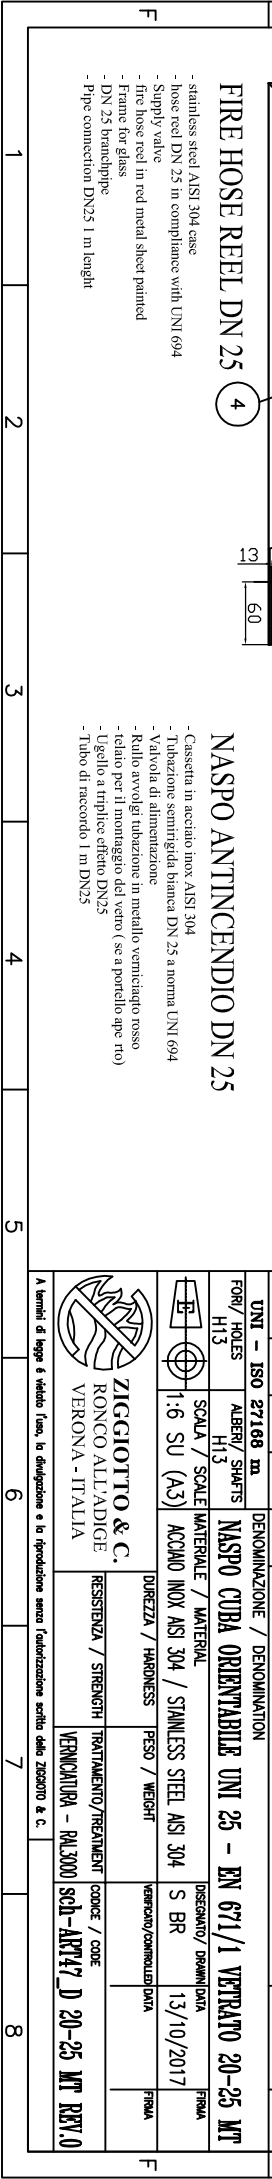 F
FIRE HOSE REEL DN 25
4
- stainless steel AISI 304 case
- hose reel DN 25 in compliance with UNI 694
- Supply valve
- fire hose reel in red metal sheet painted
- Frame for glass
- DN 25 branchpipe
- Pipe connection DN25 1 m lenght
13
60
NASPO ANTINCENDIO DN 25
- Cassetta in acciaio inox AISI 304
- Tubazione semirigida bianca DN 25 a norma UNI 694
- Valvola di alimentazione
- Rullo avvolgi tubazione in metallo verniciaqto rosso
- telaio per il montaggio del vetro ( se a portello ape rto)
- Ugello a triplice effetto DN25
- Tubo di raccordo 1 m DN25
UNI - ISO 27168 m
FORI/ HOLES
H13
ALBERI/ SHAFTS
H13
DENOMINAZIONE / DENOMINATION
NASPO CUBA ORIENTABILE UNI 25 - EN 671/1 VETRATO 20-25 MT
E
SCALA / SCALE
1:6 SU (A3)
MATERIALE / MATERIAL
ACCIAIO INOX AISI 304 / STAINLESS STEEL AISI 304
DISEGNATO/ DRAWN
S BR
DATA
13/10/2017
FIRMA
ZIGGIOTTO & C.
RONCO ALL'ADIGE
VERONA - ITALIA
DUREZZA / HARDNESS
PESO / WEIGHT
VERIFICATO/CONTROLLED
DATA
FIRMA
RESISTENZA / STRENGTH
TRATTAMENTO/TREATMENT
VERNICIATURA - RAL3000
CODICE / CODE
sch-ART47_D 20-25 MT REV.0
A termini di legge è vietato l'uso, la divulgazione e la riproduzione senza l'autorizzazione scritta della ZIGGIOTO & C.
F
1
2
3
4
5
6
7
8